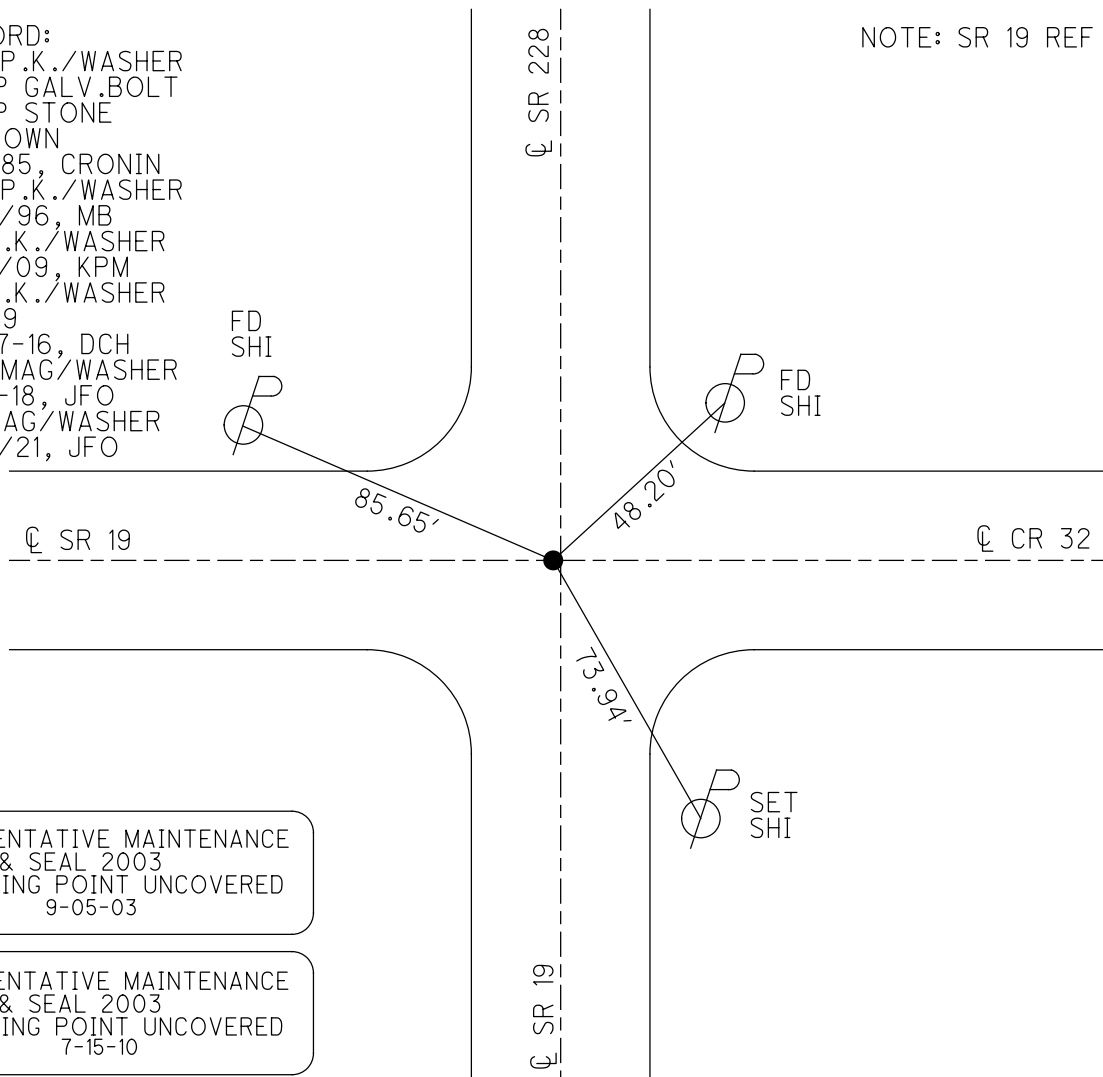 ORD:
P.K./WASHER
P GALV.BOLT
P STONE
OWN
85, CRONIN
P.K./WASHER
/96, MB
.K./WASHER
/09, KPM
.K./WASHER
9
7-16, DCH
MAG/WASHER
-18, JFO
AG/WASHER
/21, JFO
℄ SR 228
NOTE: SR 19 REF
FD
SHI
FD
SHI
85.65'
48.20'
℄ SR 19
℄ CR 32
73.94'
SET
SHI
ENTATIVE MAINTENANCE
& SEAL 2003
ING POINT UNCOVERED
9-05-03
ENTATIVE MAINTENANCE
& SEAL 2003
ING POINT UNCOVERED
7-15-10
℄ SR 19